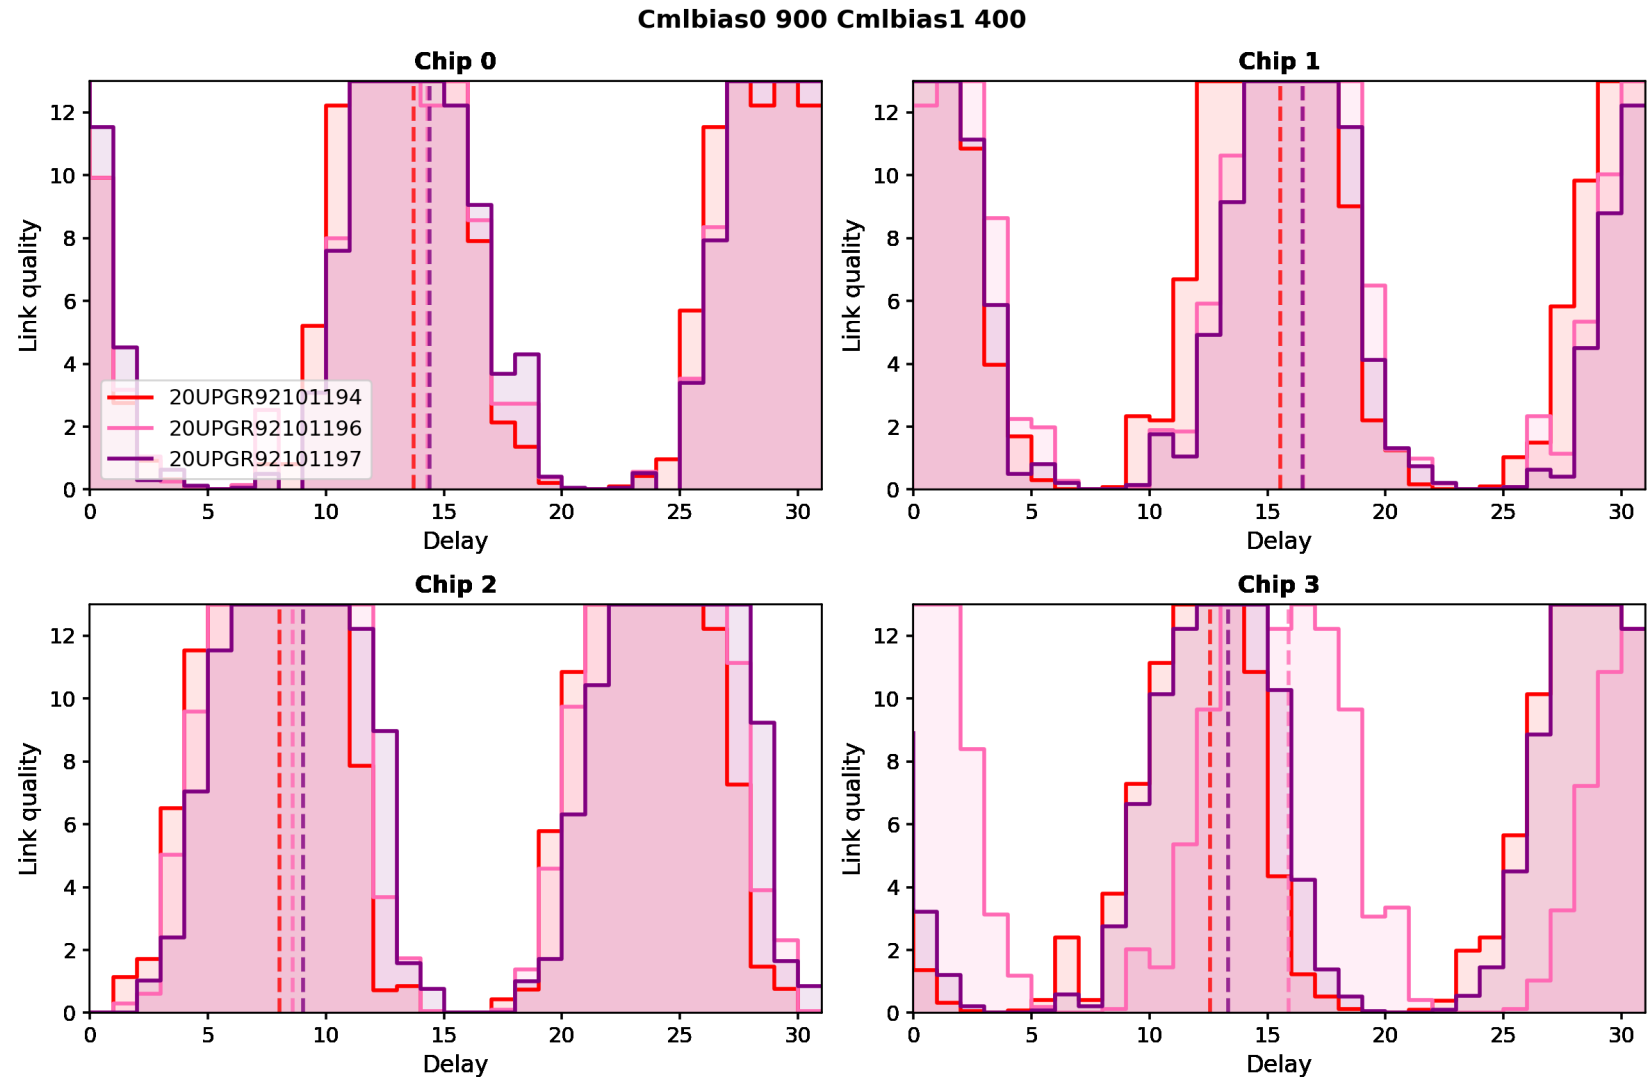 Cmlbias0 900 Cmlbias1 400
Chip 0
Link quality
12
10
8
6
4
2
0
20UPGR92101194
20UPGR92101196
20UPGR92101197
0 5 10 15 20 25 30
Delay
Chip 1
Link quality
12
10
8
6
4
2
0
0 5 10 15 20 25 30
Delay
Chip 2
Link quality
12
10
8
6
4
2
0
0 5 10 15 20 25 30
Delay
Chip 3
Link quality
12
10
8
6
4
2
0
0 5 10 15 20 25 30
Delay